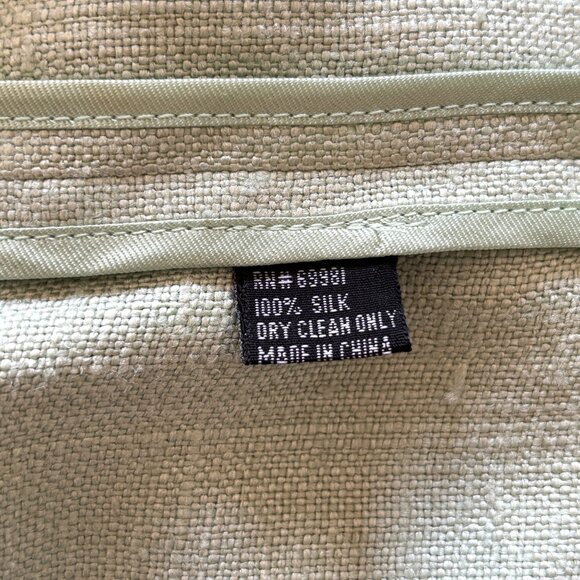 RN# 69981
100% SILK
DRY CLEAN ONLY
MADE IN CHINA